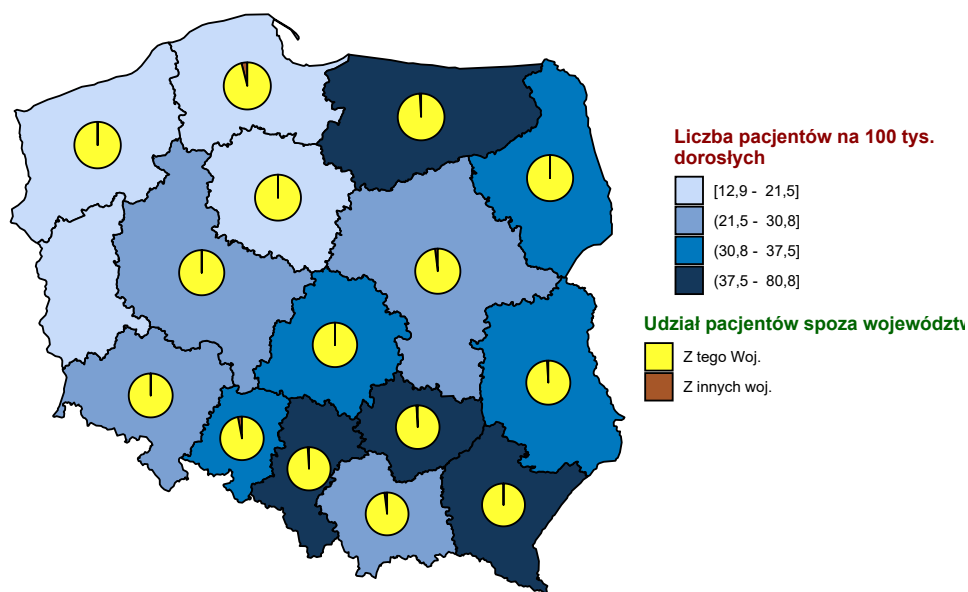 Liczba pacjentów na 100 tys.
dorosłych
[12,9 - 21,5]
(21,5 - 30,8]
(30,8 - 37,5]
(37,5 - 80,8]
Udział pacjentów spoza województw
Z tego Woj.
Z innych woj.